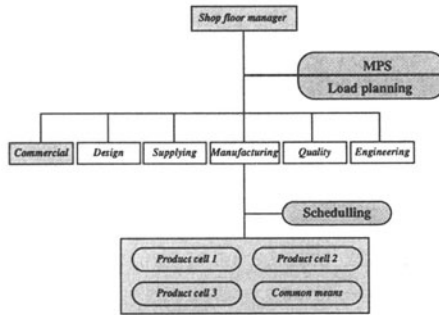 Shop floor manager
MPS
Load planning
Commercial Design Supplying Manufacturing Quality Engineering
Schedulling
Product cell 1 Product cell 2
Product cell 3 Common means